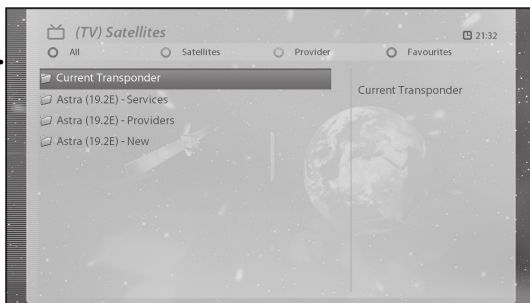 (TV) Satellites
21:32
All
Satellites
Provider
Favourites
Current Transponder
Current Transponder
Astra (19.2E) - Services
Astra (19.2E) - Providers
Astra (19.2E) - New